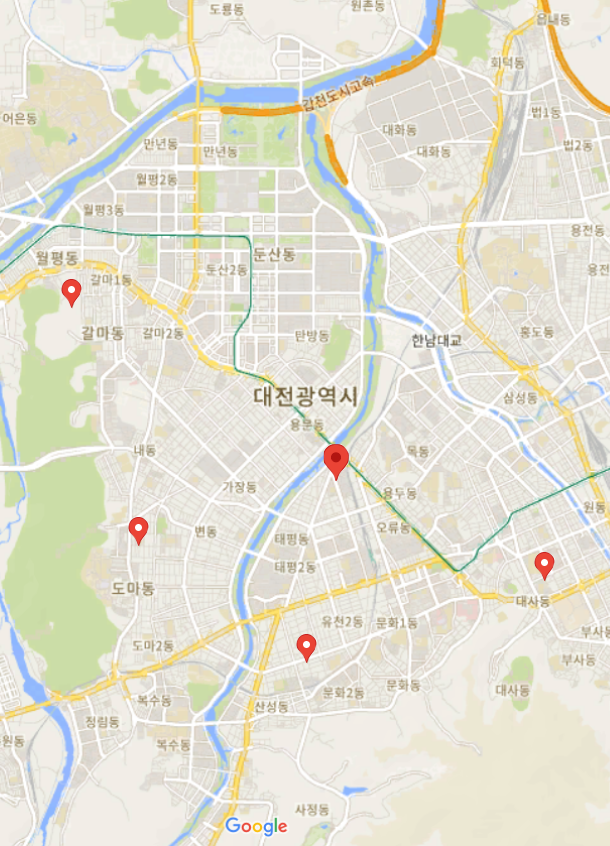 도룡동
원촌동
읍내동
회덕동
갑천도시고속
어은동
법1동
대화동
만년동
만년동
대화동
법2동
월평2동
월평3동
용전동
월평동
둔산동
갈마1동
둔산2동
용전
갈마동
갈마2동
탄방동
홍도동
한남대교
대전광역시
삼성동
용문동
내동
목동
가장동
용두동
원동
변동
오류동
태평동
태평2동
도마동
대사동
유천2동
문화1동
부사동
도마2동
부사동
문화동
대사동
문화2동
복수동
산성동
정림동
원동
복수동
사정동
Google